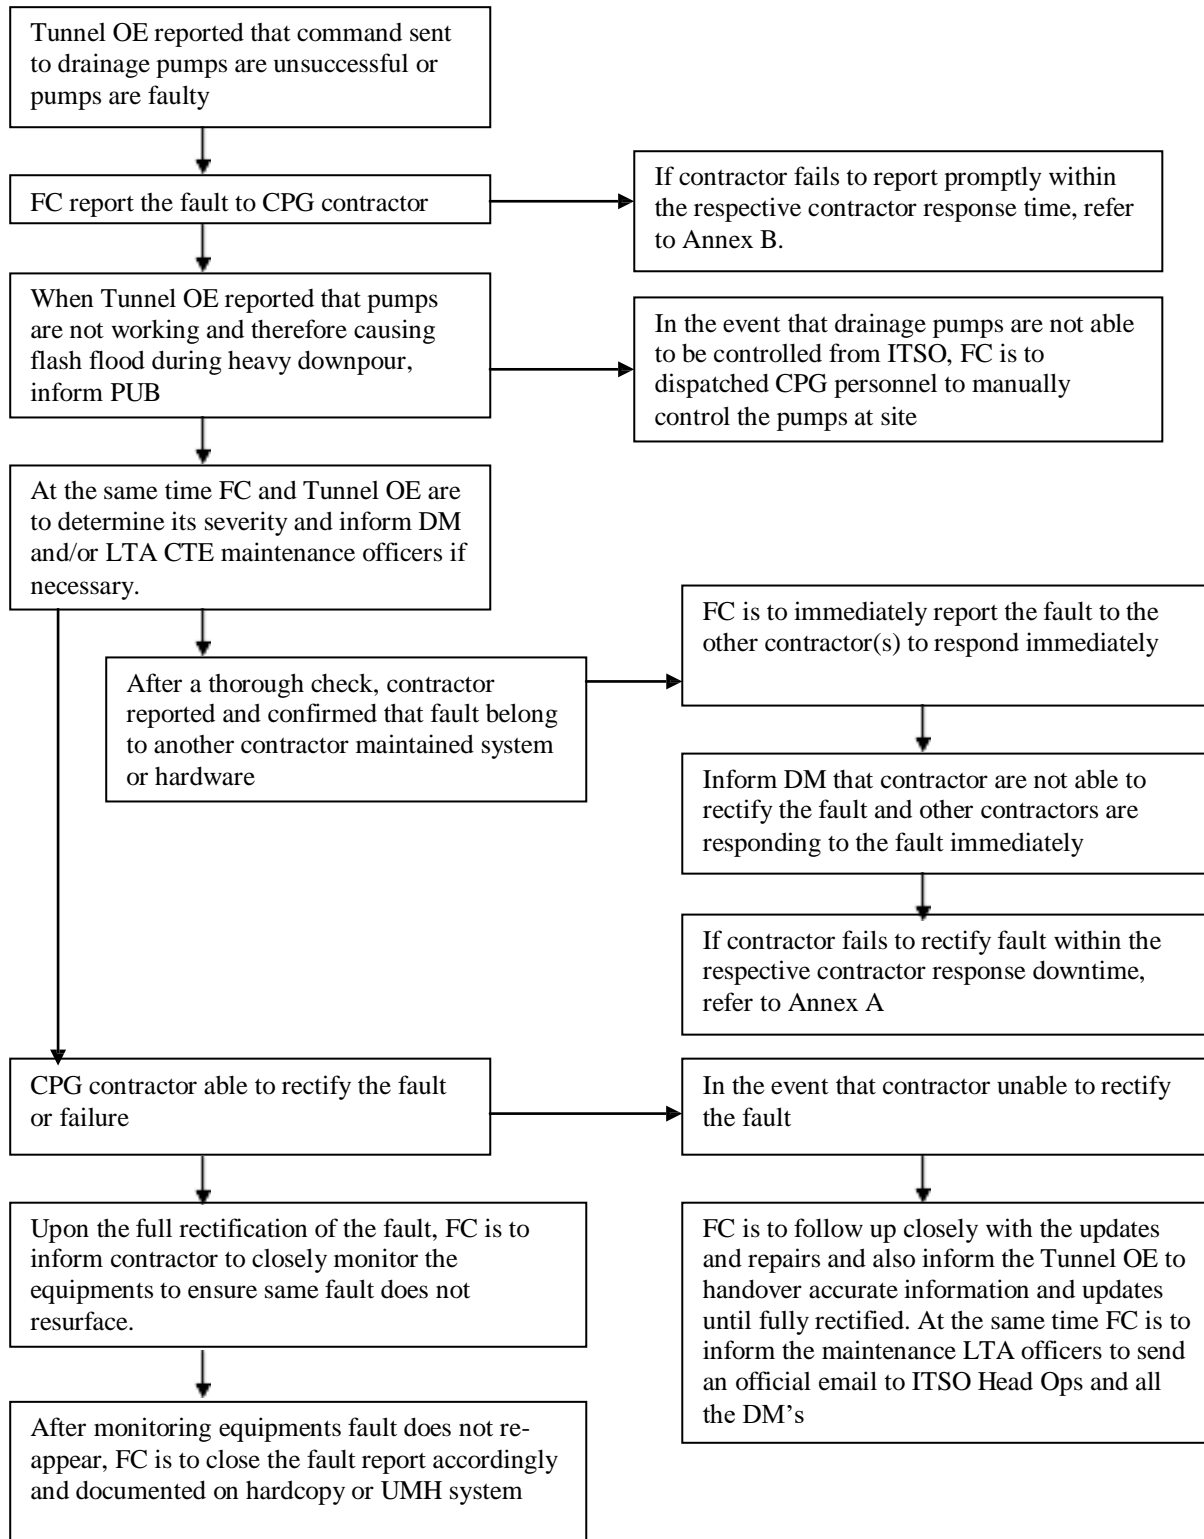 Tunnel OE reported that command sent
to drainage pumps are unsuccessful or
pumps are faulty
FC report the fault to CPG contractor
If contractor fails to report promptly within
the respective contractor response time, refer
to Annex B.
When Tunnel OE reported that pumps
are not working and therefore causing
flash flood during heavy downpour,
inform PUB
In the event that drainage pumps are not able
to be controlled from ITSO, FC is to
dispatched CPG personnel to manually
control the pumps at site
At the same time FC and Tunnel OE are
to determine its severity and inform DM
and/or LTA CTE maintenance officers if
necessary.
FC is to immediately report the fault to the
other contractor(s) to respond immediately
After a thorough check, contractor
reported and confirmed that fault belong
to another contractor maintained system
or hardware
Inform DM that contractor are not able to
rectify the fault and other contractors are
responding to the fault immediately
If contractor fails to rectify fault within the
respective contractor response downtime,
refer to Annex A
CPG contractor able to rectify the fault
or failure
In the event that contractor unable to rectify
the fault
Upon the full rectification of the fault, FC is to
inform contractor to closely monitor the
equipments to ensure same fault does not
resurface.
FC is to follow up closely with the updates
and repairs and also inform the Tunnel OE to
handover accurate information and updates
until fully rectified. At the same time FC is to
inform the maintenance LTA officers to send
an official email to ITSO Head Ops and all
the DM's
After monitoring equipments fault does not re-
appear, FC is to close the fault report accordingly
and documented on hardcopy or UMH system